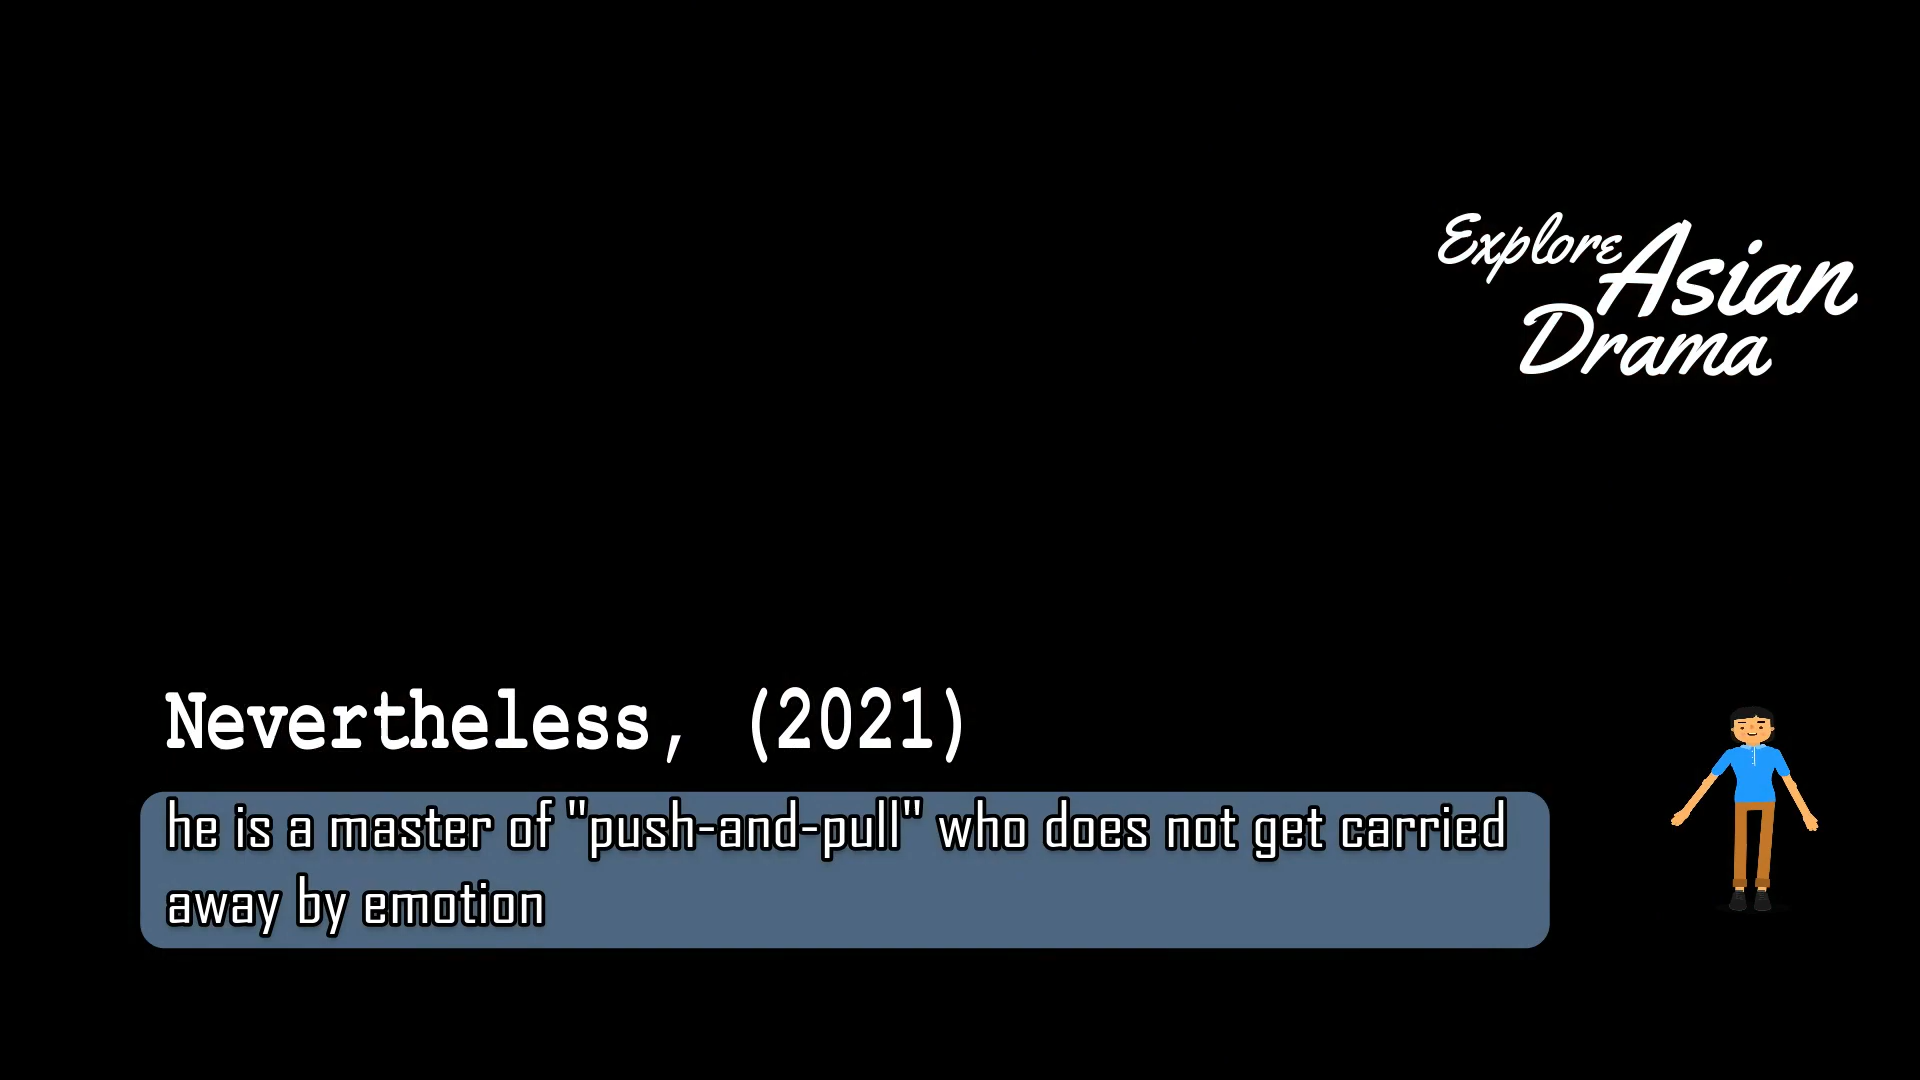 Explore Asian
Drama
Nevertheless, (2021)
he is a master of "push-and-pull" who does not get carried
away by emotion